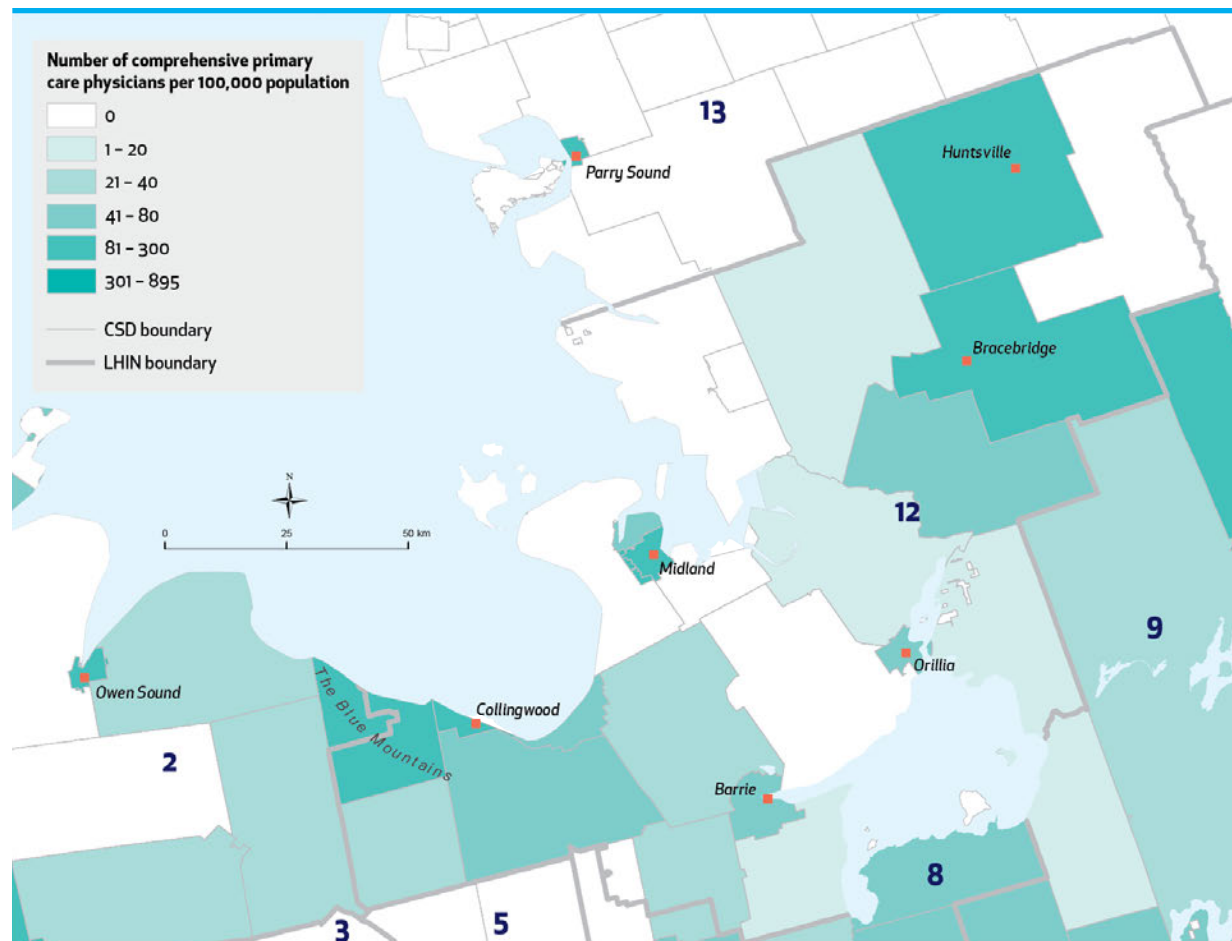 Number of comprehensive primary
care physicians per 100,000 population
0
1 – 20
21 – 40
41 – 80
81 – 300
301 – 895
CSD boundary
LHIN boundary
13
Huntsville
Parry Sound
Bracebridge
N
0 25 50 km
12
Midland
9
Orillia
Owen Sound
The Blue Mountains
Collingwood
2
Barrie
8
3
5